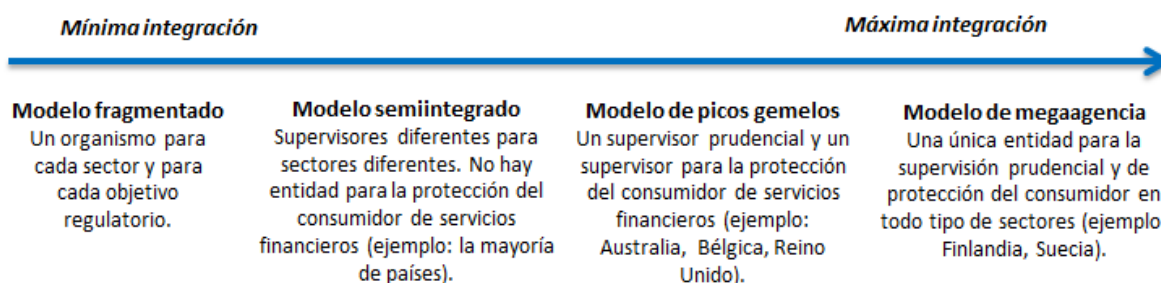 Mínima integración
Máxima integración
Modelo fragmentado
Un organismo para
cada sector y para
cada objetivo
regulatorio.
Modelo semiintegrado
Supervisores diferentes para
sectores diferentes. No hay
entidad para la protección del
consumidor de servicios
financieros (ejemplo: la mayoría
de países).
Modelo de picos gemelos
Un supervisor prudencial y un
supervisor para la protección
del consumidor de servicios
financieros (ejemplo:
Australia, Bélgica, Reino
Unido).
Modelo de megaagencia
Una única entidad para la
supervisión prudencial y de
protección del consumidor en
todo tipo de sectores (ejemplo
Finlandia, Suecia).